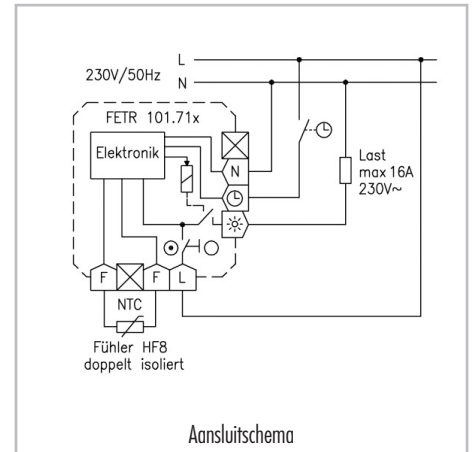 L
230V/50Hz
N
FETR 101.71x
Elektronik
N
Last
max 16A
230V~
F
F
L
NTC
Fühler HF8
doppelt isoliert
Aansluitschema